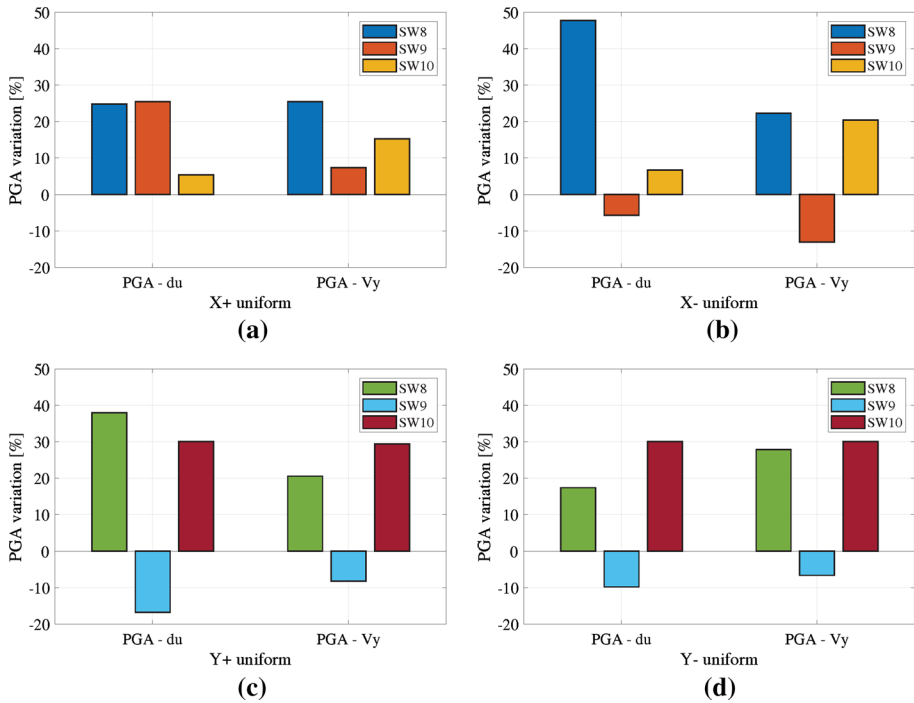 50
40
30
20
10
0
-10
-20
PGA variation [%]
SW8
SW9
SW10
PGA - du
PGA - Vy
X+ uniform
(a)
50
40
30
20
10
0
-10
-20
PGA variation [%]
SW8
SW9
SW10
PGA - du
PGA - Vy
X- uniform
(b)
50
40
30
20
10
0
-10
-20
PGA variation [%]
SW8
SW9
SW10
PGA - du
PGA - Vy
Y+ uniform
(c)
50
40
30
20
10
0
-10
-20
PGA variation [%]
SW8
SW9
SW10
PGA - du
PGA - Vy
Y- uniform
(d)